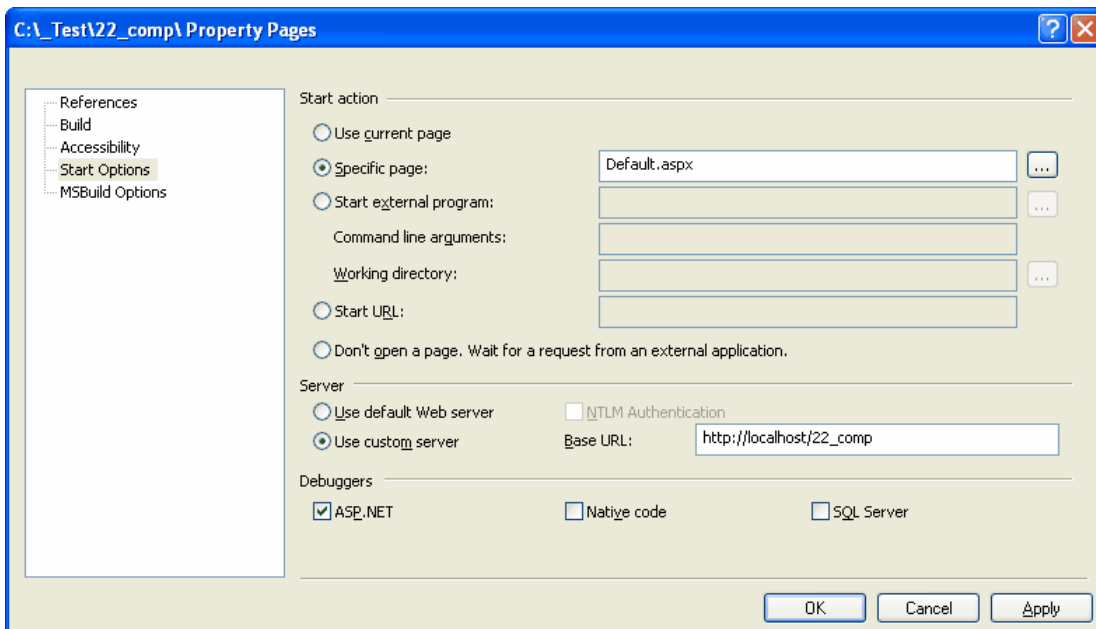 C:\_Test\22_comp\ Property Pages
References
Build
Accessibility
Start Options
MSBuild Options
Start action
Use current page
Specific page: Default.aspx ...
Start external program: ...
Command line arguments:
Working directory: ...
Start URL:
Don't open a page. Wait for a request from an external application.
Server
Use default Web server NTLM Authentication
Use custom server Base URL: http://localhost/22_comp
Debuggers
ASP.NET Native code SQL Server
OK Cancel Apply